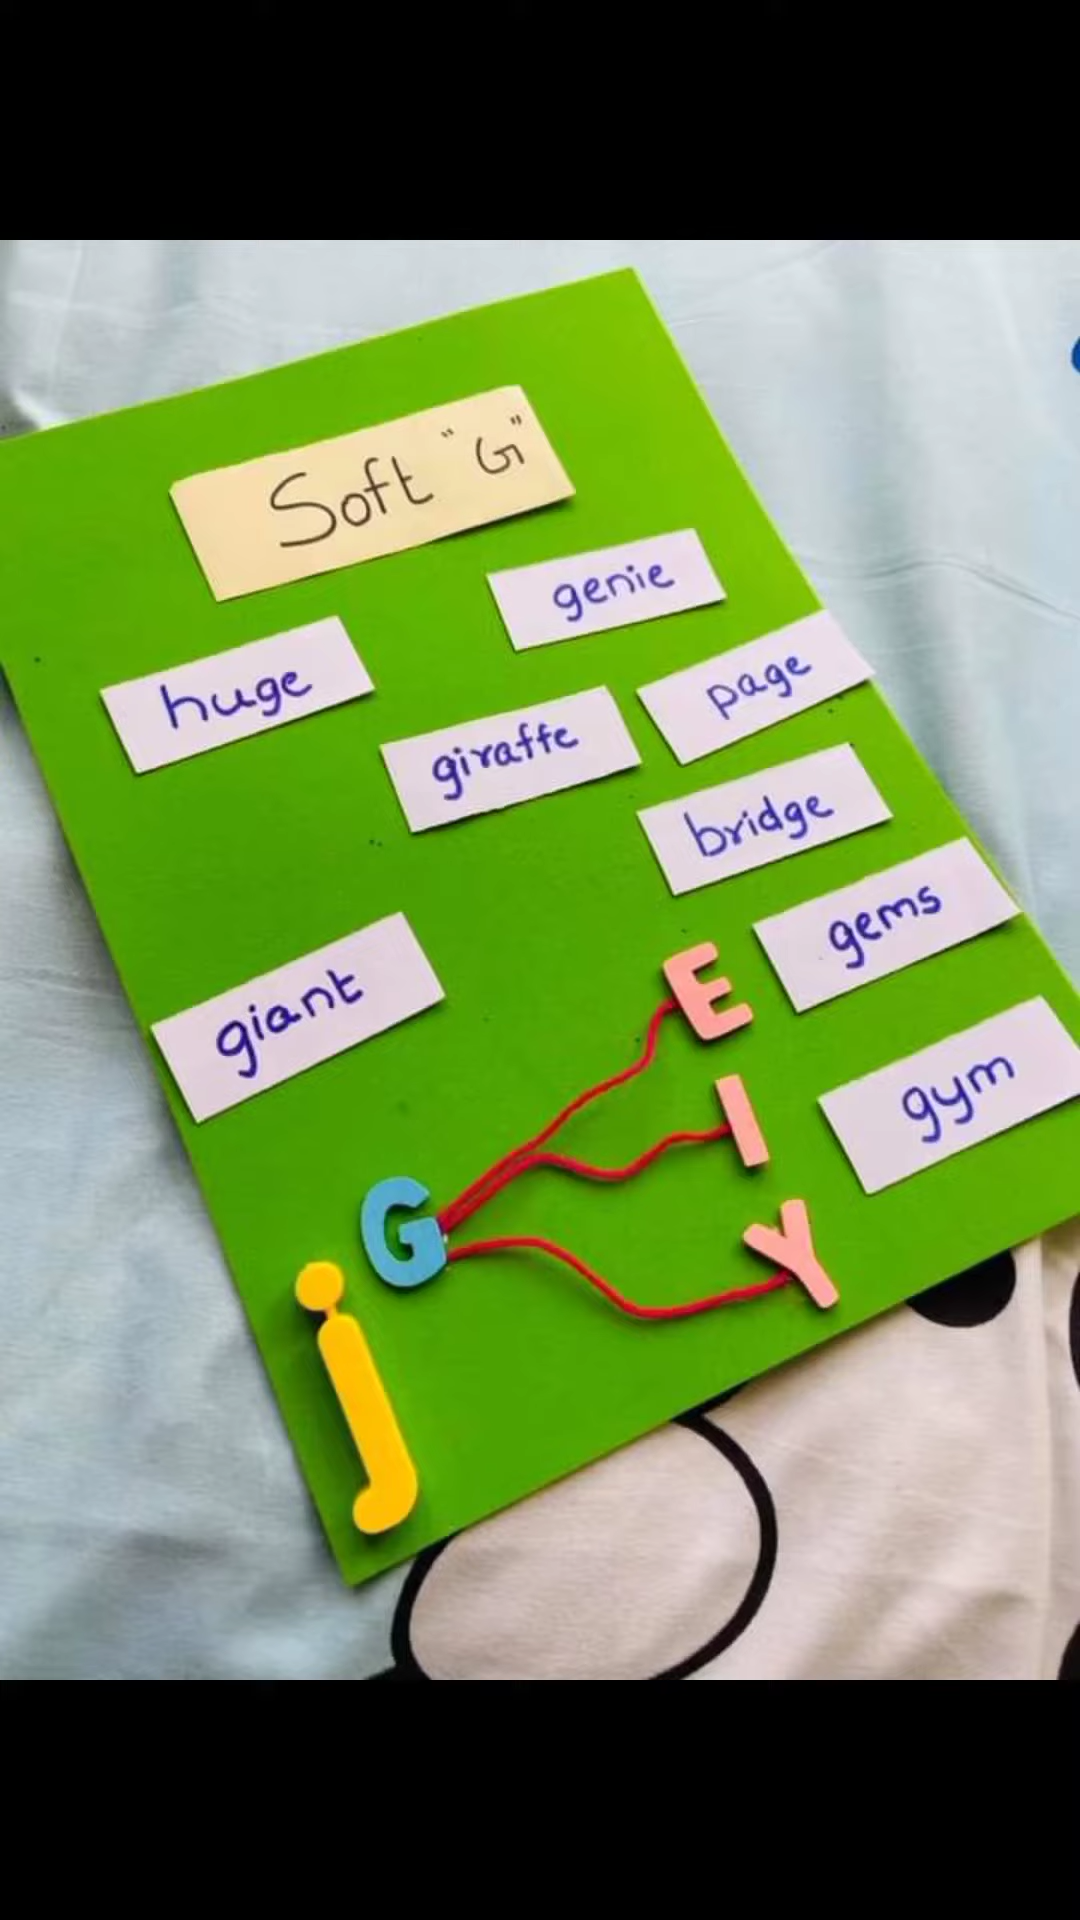 Soft "G"
genie
huge
page
giraffe
bridge
gems
giant
E
I
gym
G
Y
j